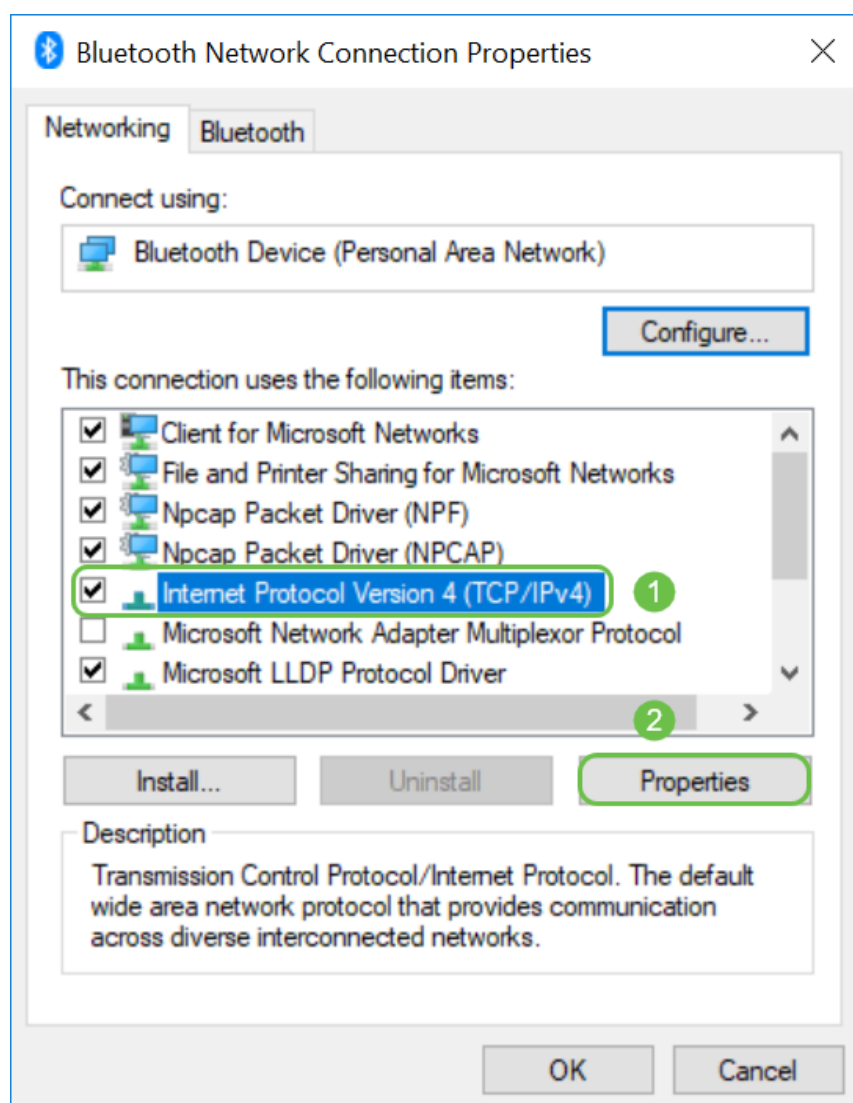 Bluetooth Network Connection Properties
Networking
Bluetooth
Connect using:
Bluetooth Device (Personal Area Network)
Configure...
This connection uses the following items:
Client for Microsoft Networks
File and Printer Sharing for Microsoft Networks
Npcap Packet Driver (NPF)
Npcap Packet Driver (NPCAP)
Internet Protocol Version 4 (TCP/IPv4) 1
Microsoft Network Adapter Multiplexor Protocol
Microsoft LLDP Protocol Driver
2
Install... Uninstall Properties
Description
Transmission Control Protocol/Internet Protocol. The default
wide area network protocol that provides communication
across diverse interconnected networks.
OK Cancel